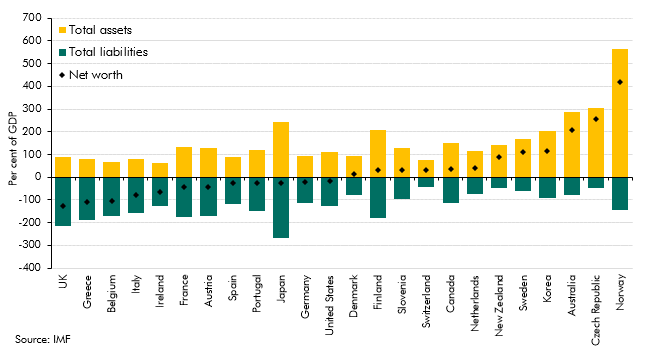 700
600
500
400
300
200
100
0
-100
-200
-300
-400
Per cent of GDP
Total assets
Total liabilities
Net worth
UK
Greece
Belgium
Italy
Ireland
France
Austria
Spain
Portugal
Japan
Germany
United States
Denmark
Finland
Slovenia
Switzerland
Canada
Netherlands
New Zealand
Sweden
Korea
Australia
Czech Republic
Norway
Source: IMF